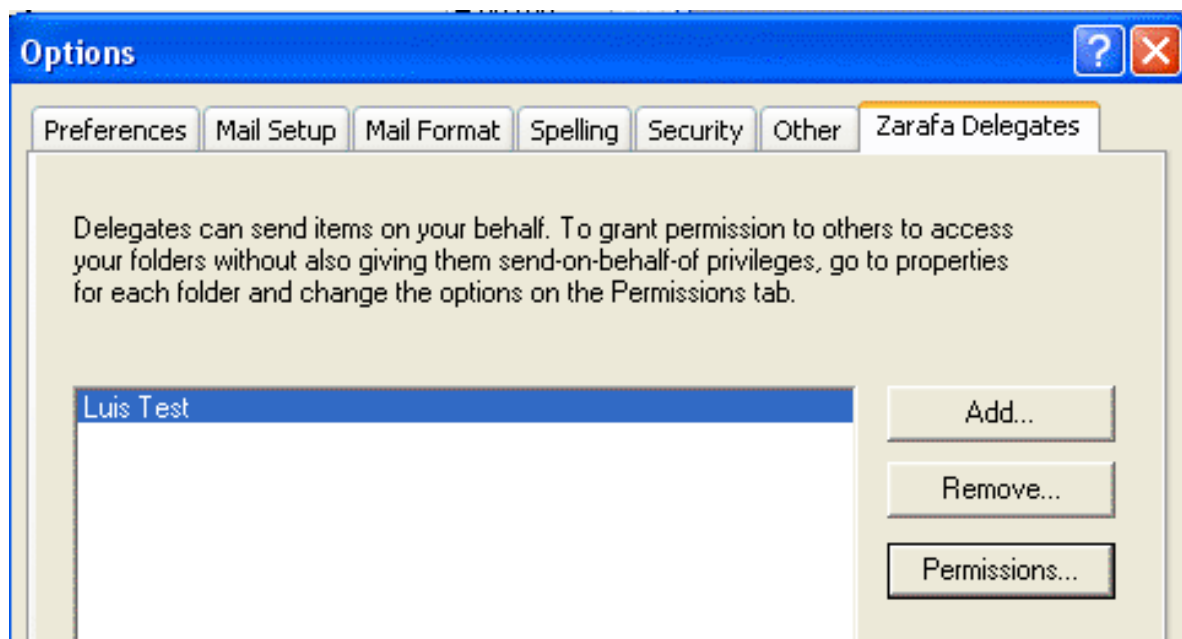 Options
?
Preferences Mail Setup Mail Format Spelling Security Other Zarafa Delegates
Delegates can send items on your behalf. To grant permission to others to access
your folders without also giving them send-on-behalf-of privileges, go to properties
for each folder and change the options on the Permissions tab.
Luis Test
Add...
Remove...
Permissions...